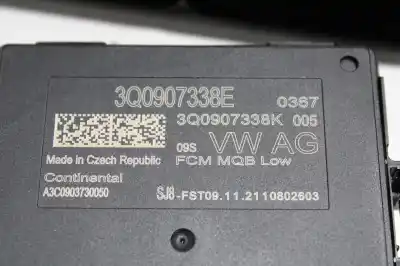 3Q0907338E 0367
3Q0907338K 005
09S VW AG
Made in Czech Republic FCM MQB Low
Continental
A3C0903730050 SJ8-FST09.11.2110802603